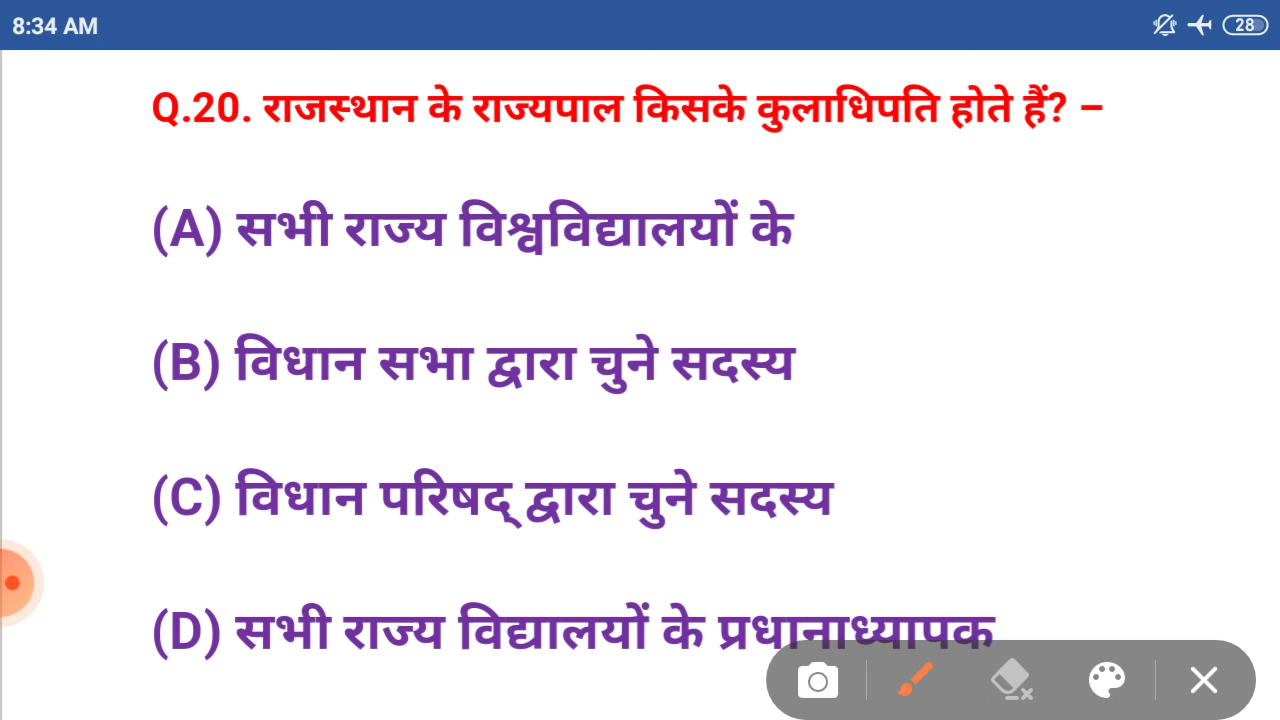 8:34 AM
28
Q.20. राजस्थान के राज्यपाल किसके कुलाधिपति होते हैं? –
(A) सभी राज्य विश्वविद्यालयों के
(B) विधान सभा द्वारा चुने सदस्य
(C) विधान परिषद् द्वारा चुने सदस्य
(D) सभी राज्य विद्यालयों के प्रधानाध्यापक